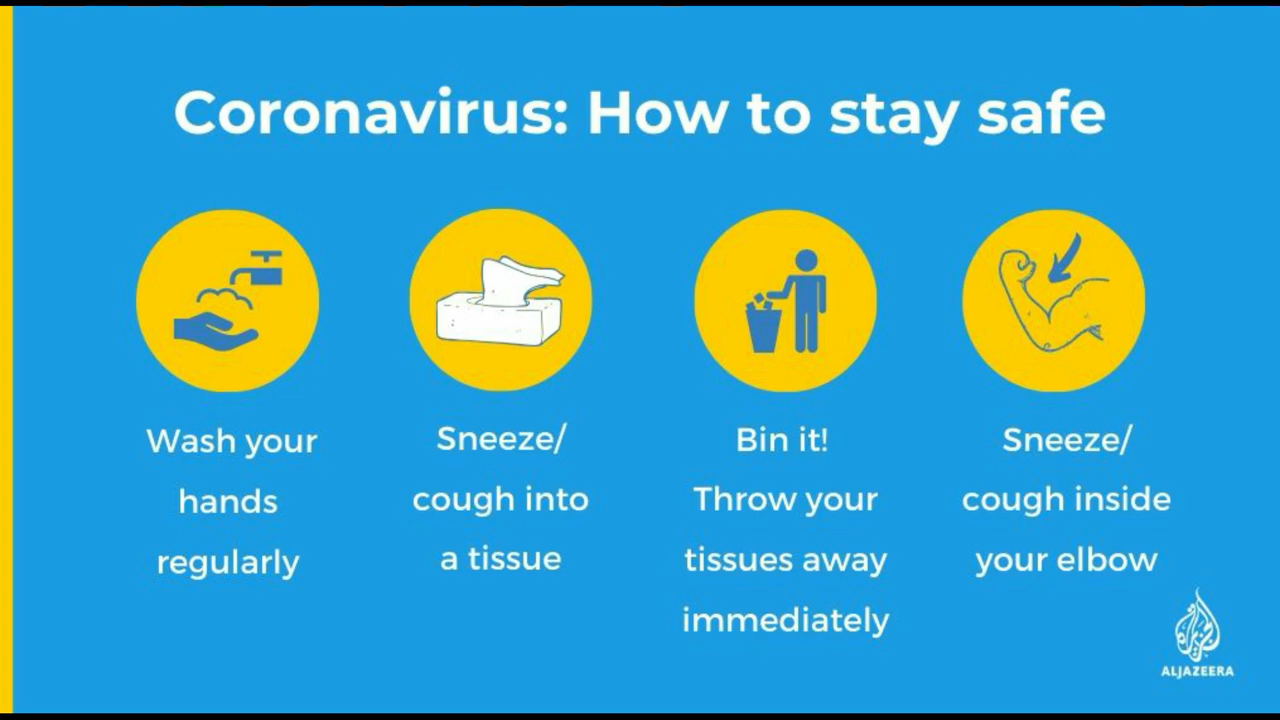 Coronavirus: How to stay safe
Wash your
hands
regularly
Sneeze/
cough into
a tissue
Bin it!
Throw your
tissues away
immediately
Sneeze/
cough inside
your elbow
الجزيرة
ALJAZEERA